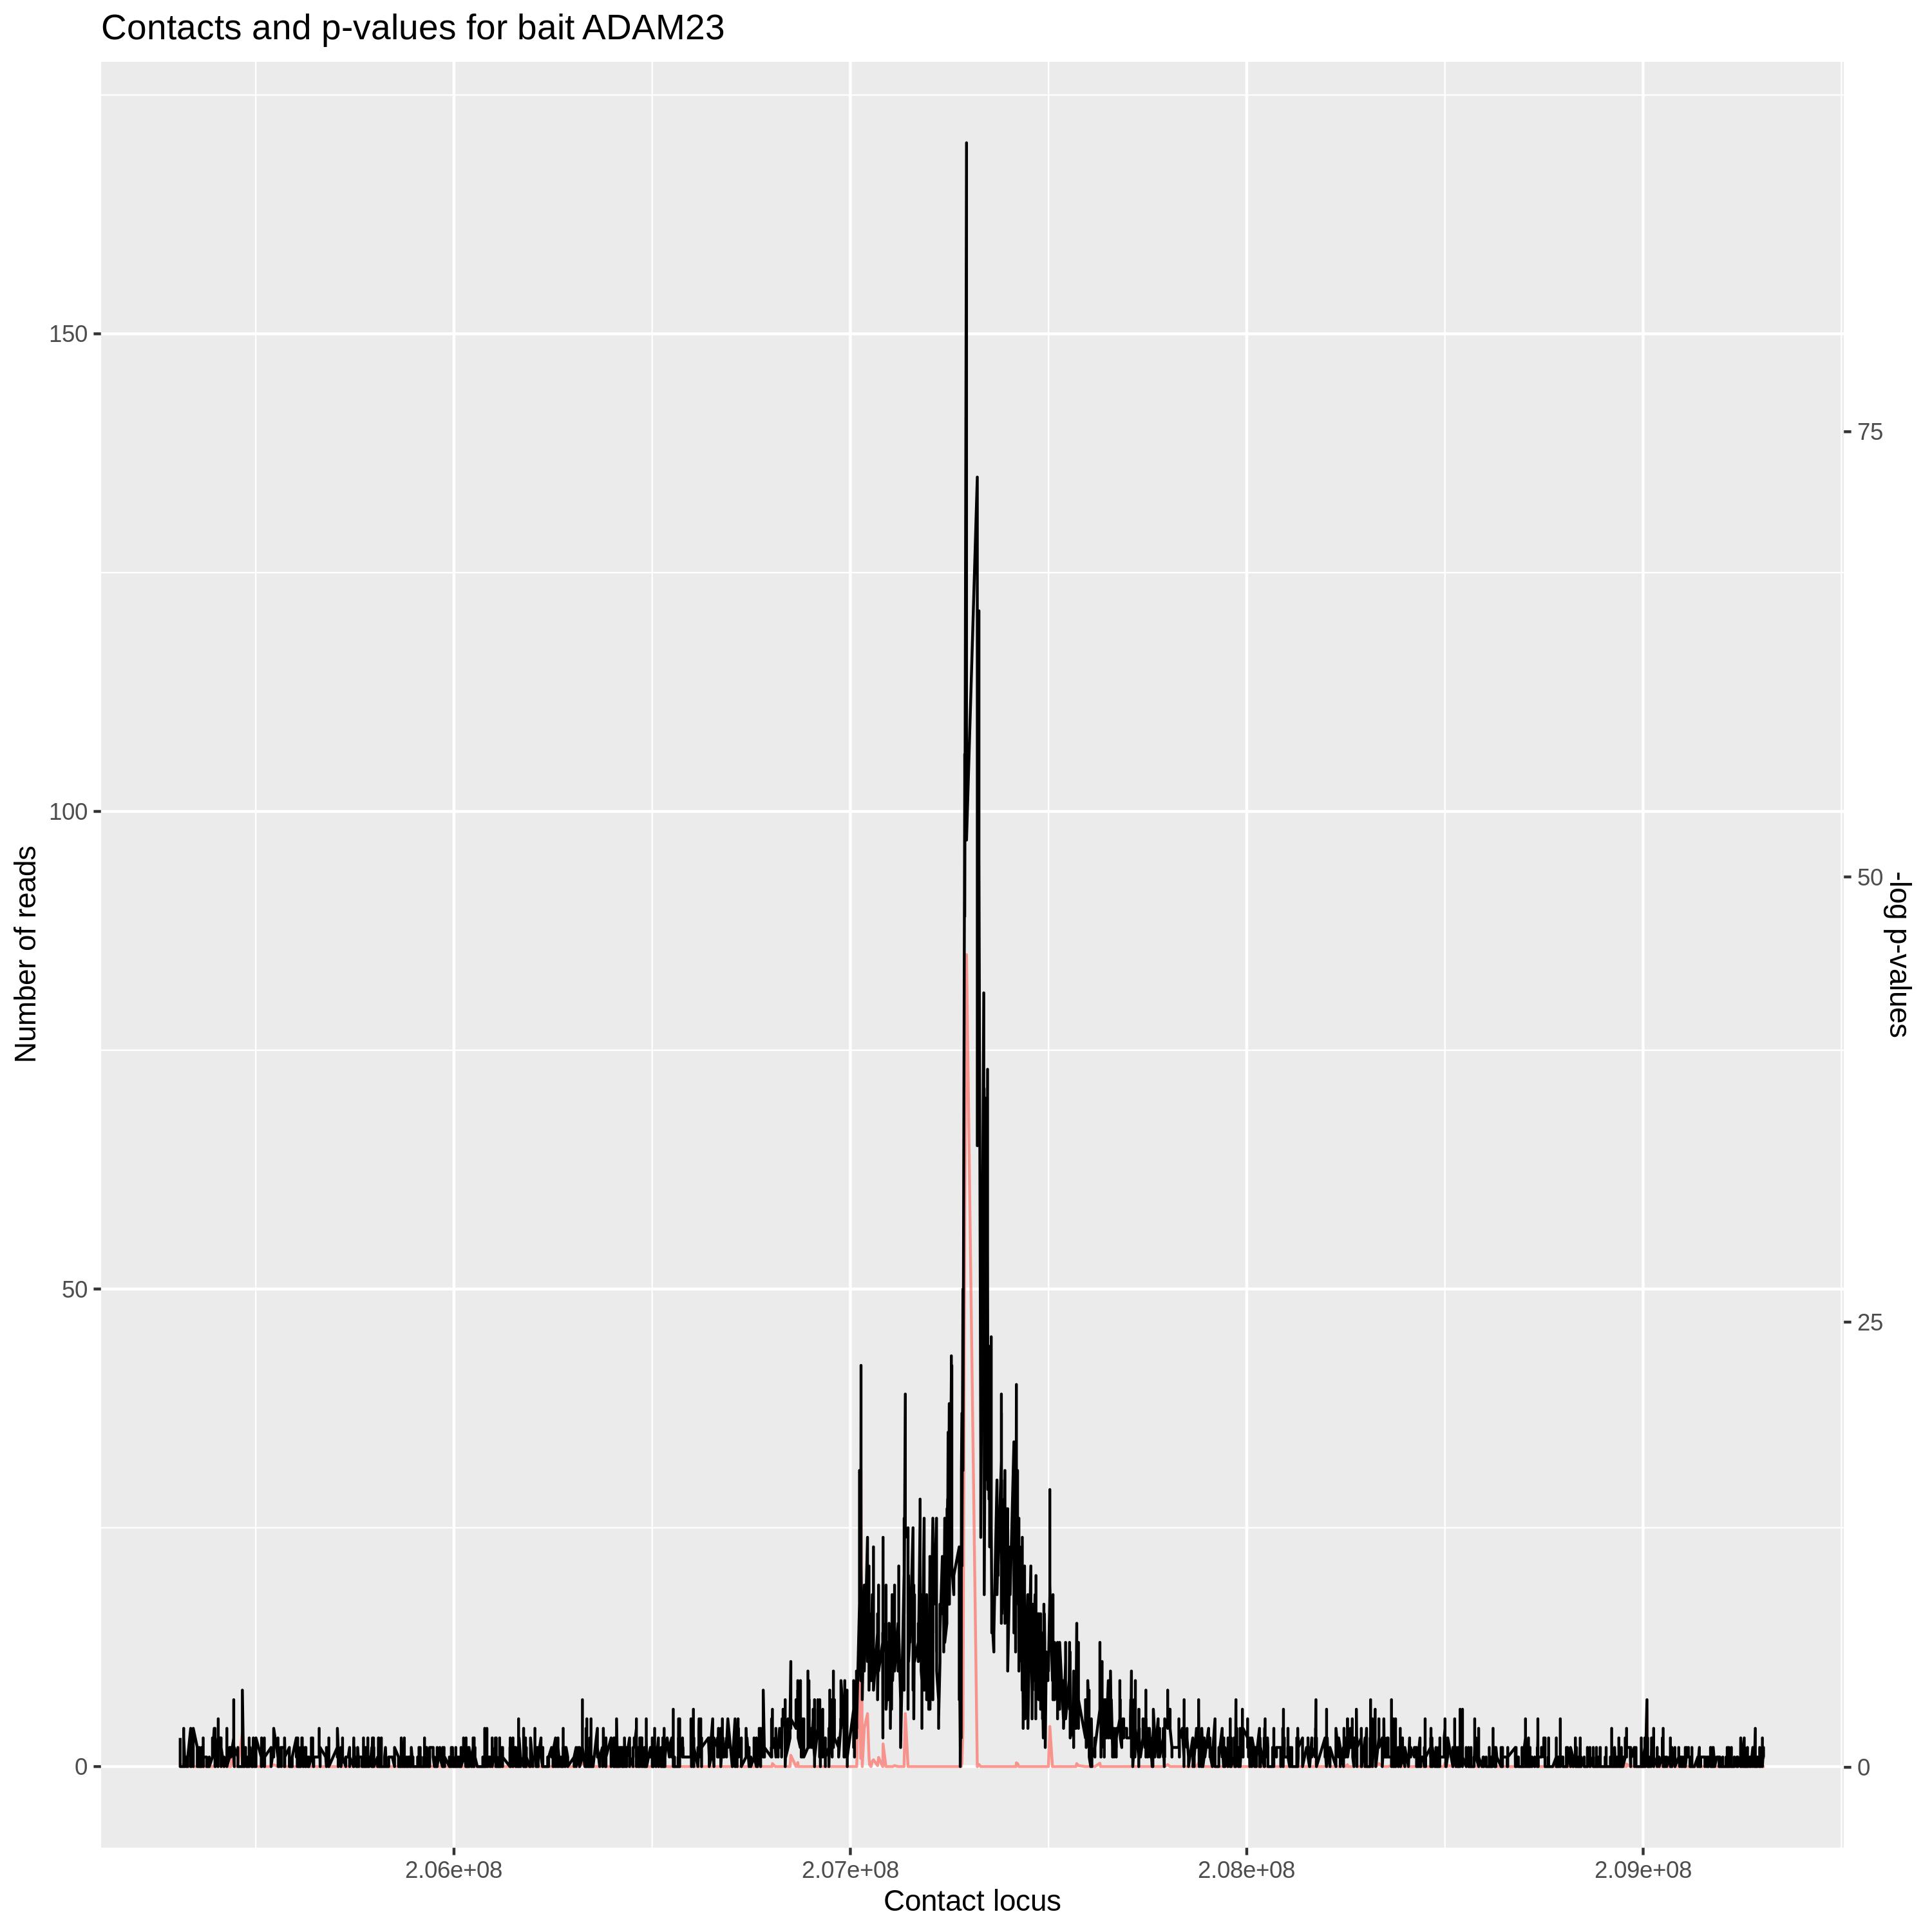 Contacts and p-values for bait ADAM23
150
100
50
0
Number of reads
75
50
25
0
-log p-values
2.06e+08
2.07e+08
2.08e+08
2.09e+08
Contact locus